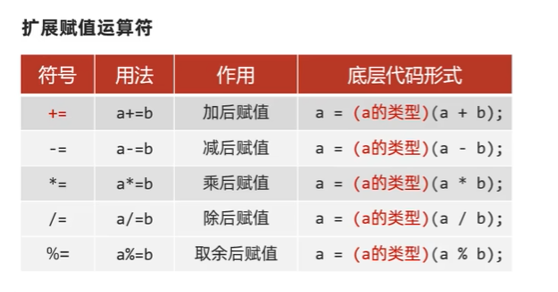 扩展赋值运算符
符号 用法 作用 底层代码形式
+= a+=b 加后赋值 a = (a的类型)(a + b);
-= a-=b 减后赋值 a = (a的类型)(a - b);
*= a*=b 乘后赋值 a = (a的类型)(a * b);
/= a/=b 除后赋值 a = (a的类型)(a / b);
%= a%=b 取余后赋值 a = (a的类型)(a % b);